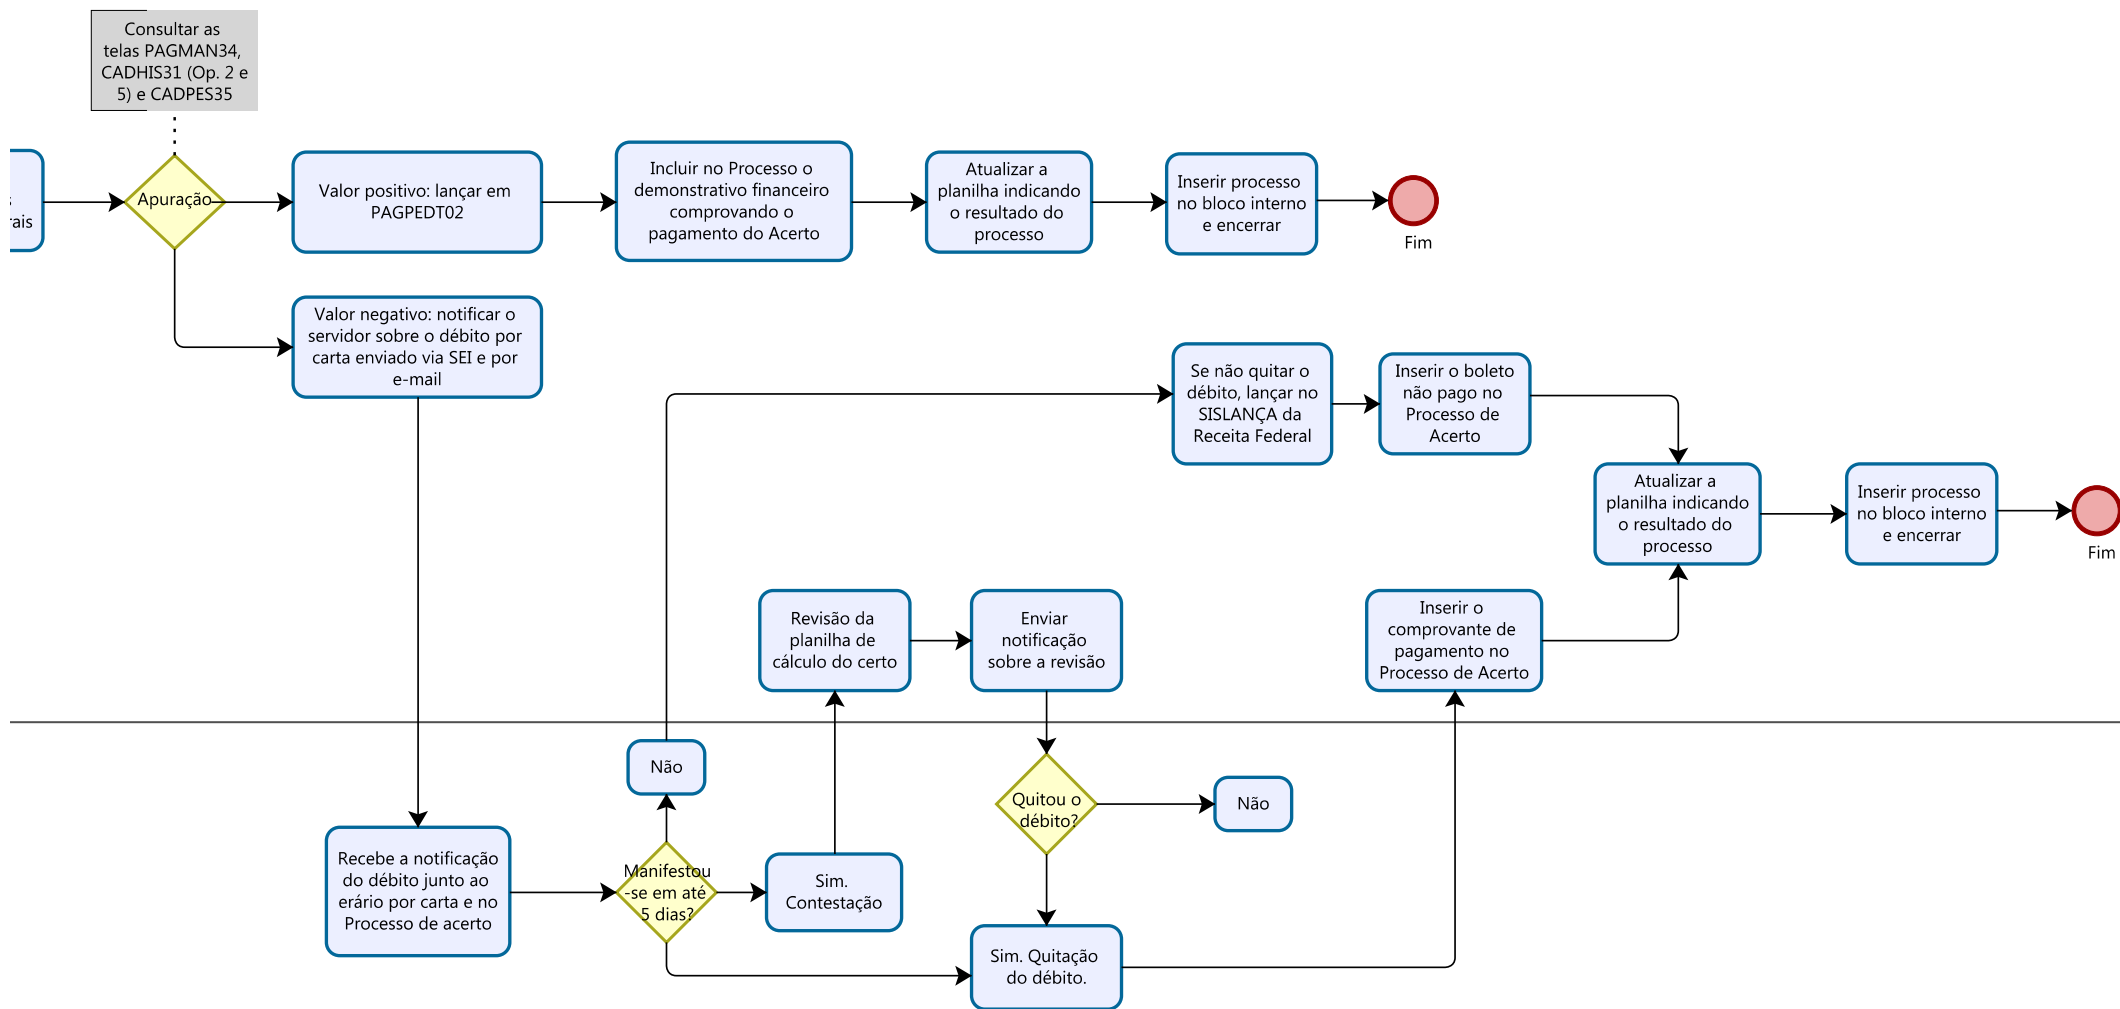 Consultar as
telas PAGMAN34,
CADHIS31 (Op. 2 e
5) e CADPES35
rais
Apuração
Valor positivo: lançar em
PAGPEDT02
Incluir no Processo o
demonstrativo financeiro
comprovando o
pagamento do Acerto
Atualizar a
planilha indicando
o resultado do
processo
Inserir processo
no bloco interno
e encerrar
Fim
Valor negativo: notificar o
servidor sobre o débito por
carta enviado via SEI e por
e-mail
Se não quitar o
débito, lançar no
SISLANÇA da
Receita Federal
Inserir o boleto
não pago no
Processo de
Acerto
Atualizar a
planilha indicando
o resultado do
processo
Inserir processo
no bloco interno
e encerrar
Fim
Revisão da
planilha de
cálculo do certo
Enviar
notificação
sobre a revisão
Inserir o
comprovante de
pagamento no
Processo de Acerto
Não
Quitou o
débito?
Não
Recebe a notificação
do débito junto ao
erário por carta e no
Processo de acerto
Manifestou
-se em até
5 dias?
Sim.
Contestação
Sim. Quitação
do débito.